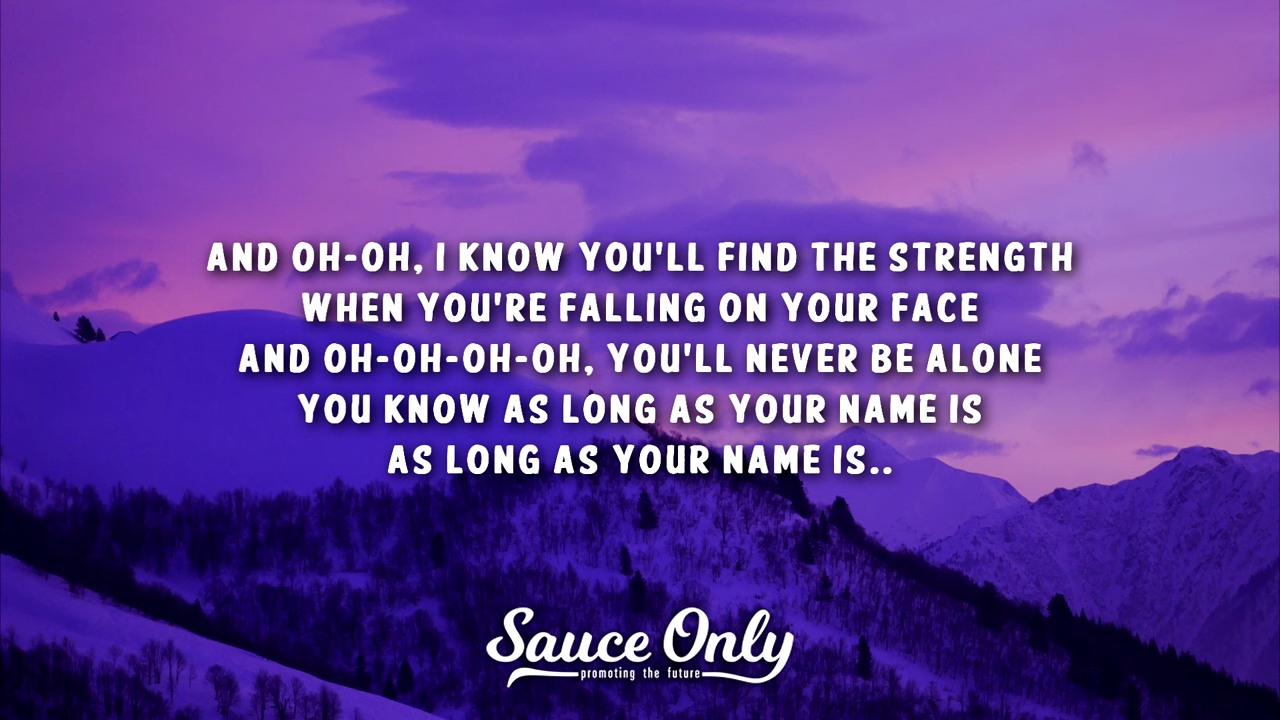 AND OH-OH, I KNOW YOU'LL FIND THE STRENGTH
WHEN YOU'RE FALLING ON YOUR FACE
AND OH-OH-OH-OH, YOU'LL NEVER BE ALONE
YOU KNOW AS LONG AS YOUR NAME IS
AS LONG AS YOUR NAME IS..
Sauce Only
promoting the future